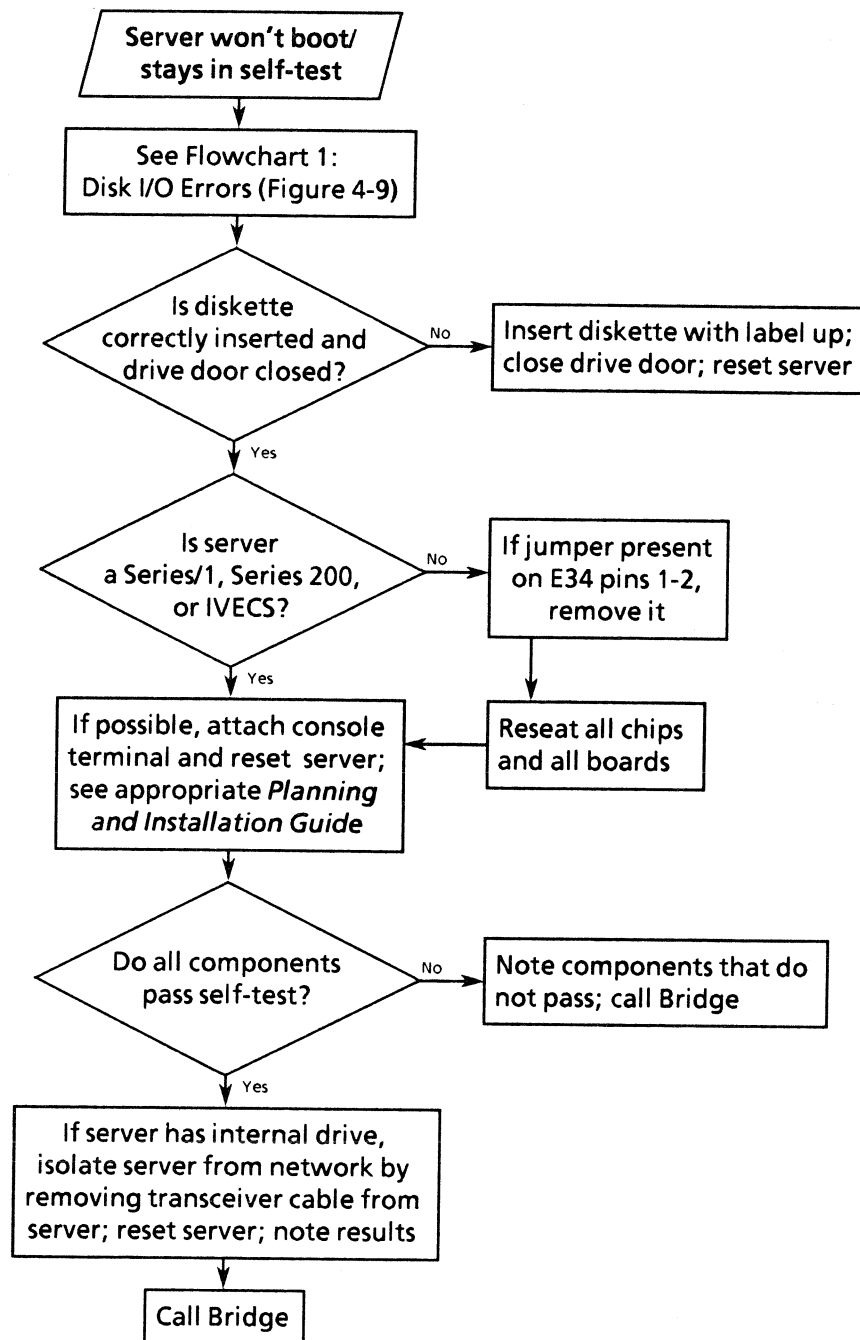 Server won't boot/
stays in self-test
See Flowchart 1:
Disk I/O Errors (Figure 4-9)
Is diskette
correctly inserted and
drive door closed?
No
Insert diskette with label up;
close drive door; reset server
Yes
Is server
a Series/1, Series 200,
or IVECS?
No
If jumper present
on E34 pins 1-2,
remove it
Yes
Reseat all chips
and all boards
If possible, attach console
terminal and reset server;
see appropriate Planning
and Installation Guide
Do all components
pass self-test?
No
Note components that do
not pass; call Bridge
Yes
If server has internal drive,
isolate server from network by
removing transceiver cable from
server; reset server; note results
Call Bridge